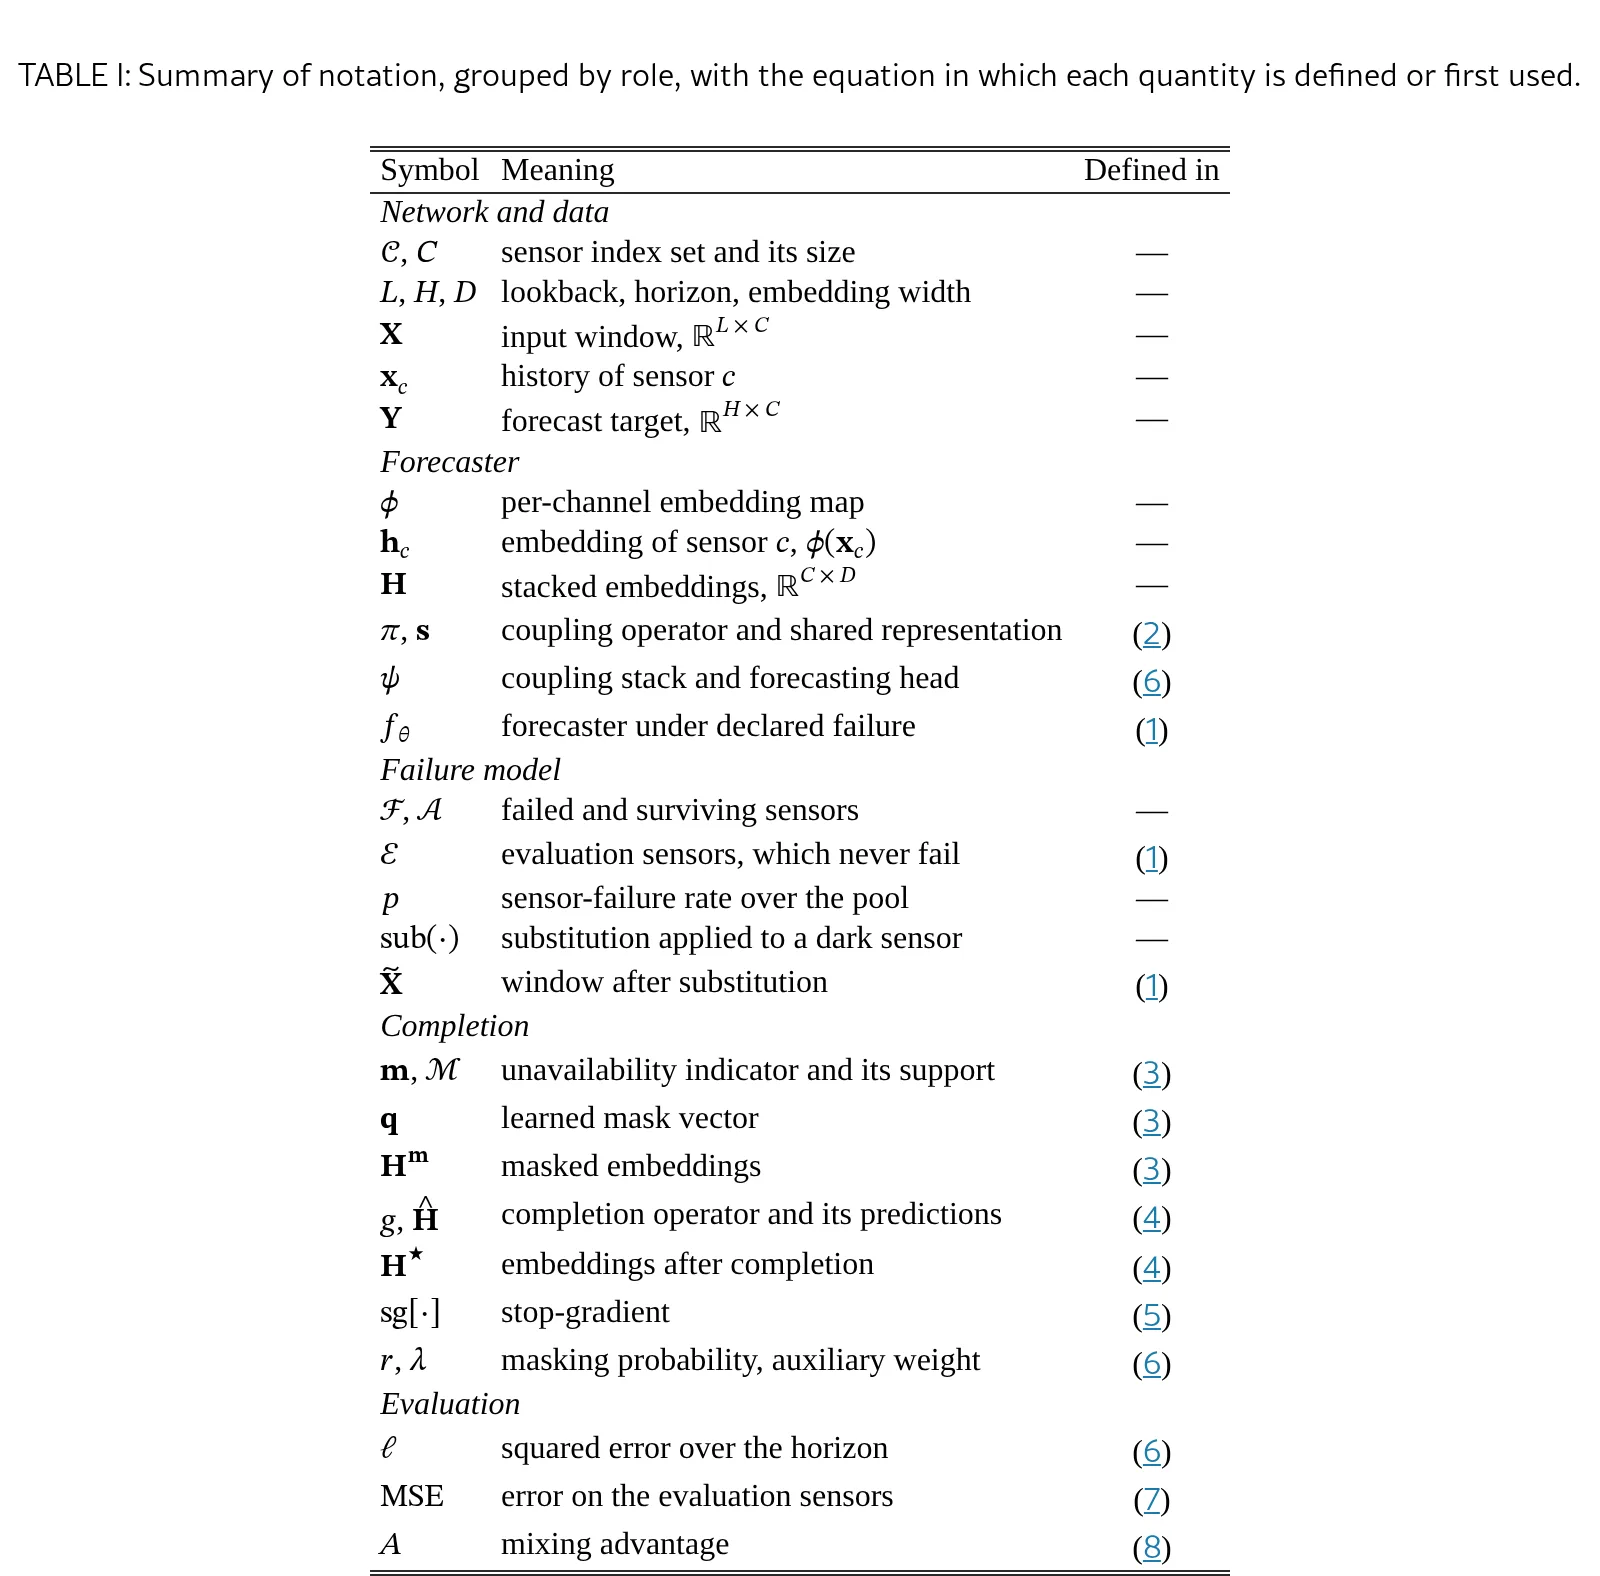 TABLE I: Summary of notation, grouped by role, with the equation in which each quantity is defined or first used.
Symbol Meaning Defined in
Network and data
𝒞, C sensor index set and its size —
L, H, D lookback, horizon, embedding width —
𝐗 input window, ℝ^{L×C} —
𝐱_c history of sensor c —
𝐘 forecast target, ℝ^{H×C} —
Forecaster
ϕ per-channel embedding map —
𝐡_c embedding of sensor c, ϕ(𝐱_c) —
𝐇 stacked embeddings, ℝ^{C×D} —
π, 𝐬 coupling operator and shared representation (2)
ψ coupling stack and forecasting head (6)
f_θ forecaster under declared failure (1)
Failure model
ℱ, 𝒜 failed and surviving sensors —
ℰ evaluation sensors, which never fail (1)
p sensor-failure rate over the pool —
sub(·) substitution applied to a dark sensor —
𝐗̃ window after substitution (1)
Completion
𝐦, ℳ unavailability indicator and its support (3)
𝐪 learned mask vector (3)
𝐇^𝐦 masked embeddings (3)
g, 𝐇̂ completion operator and its predictions (4)
𝐇^★ embeddings after completion (4)
sg[·] stop-gradient (5)
r, λ masking probability, auxiliary weight (6)
Evaluation
ℓ squared error over the horizon (6)
MSE error on the evaluation sensors (7)
A mixing advantage (8)